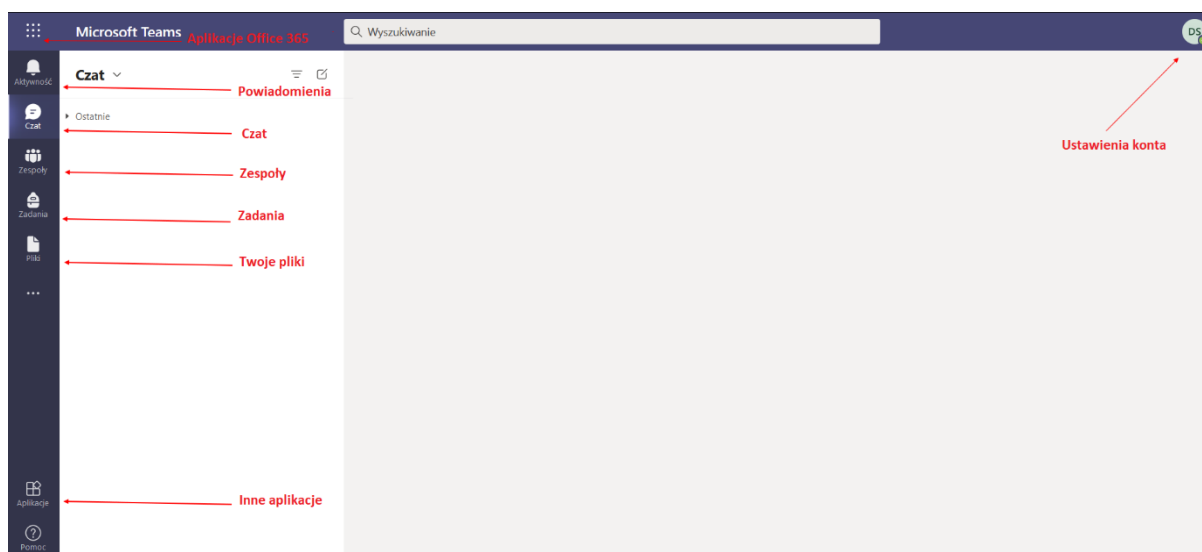 Microsoft Teams
Aplikacje Office 365
Wyszukiwanie
DS
Aktywność
Czat
Powiadomienia
Ostatnie
Czat
Czat
Ustawienia konta
Zespoły
Zespoły
Zadania
Zadania
Pliki
Twoje pliki
Aplikacje
Inne aplikacje
Pomoc